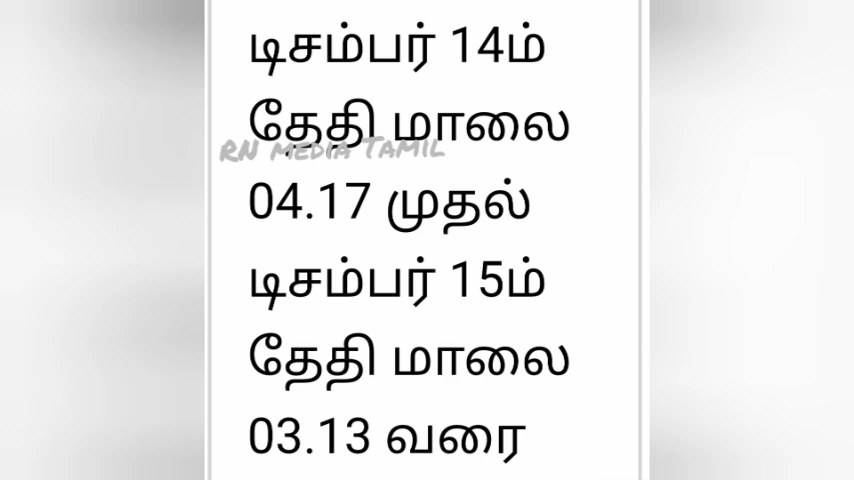 டிசம்பர் 14ம்
தேதி மாலை
RN MEDIA TAMIL
04.17 முதல்
டிசம்பர் 15ம்
தேதி மாலை
03.13 வரை